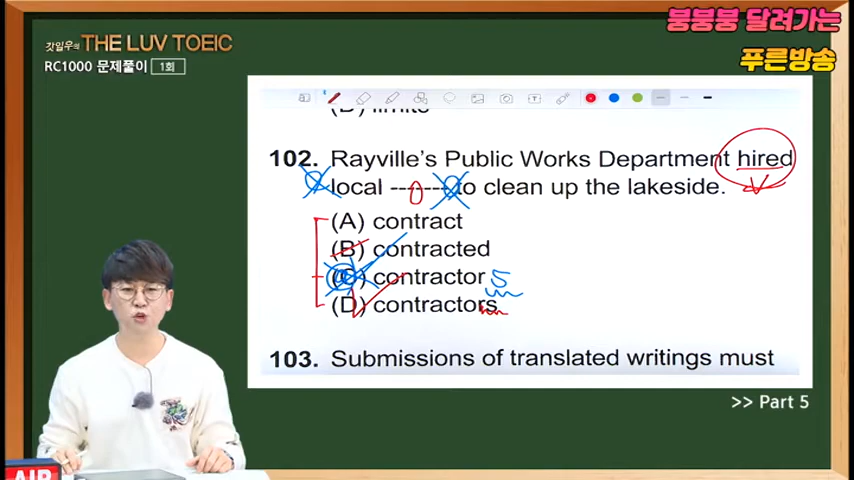 붕붕붕 달려가는
푸른방송
갓일우의 THE LUV TOEIC
RC1000 문제풀이 1회
(D) limits
102. Rayville's Public Works Department hired
local ------- to clean up the lakeside.
(A) contract
(B) contracted
(C) contractor s
(D) contractors
103. Submissions of translated writings must
>> Part 5
AIR